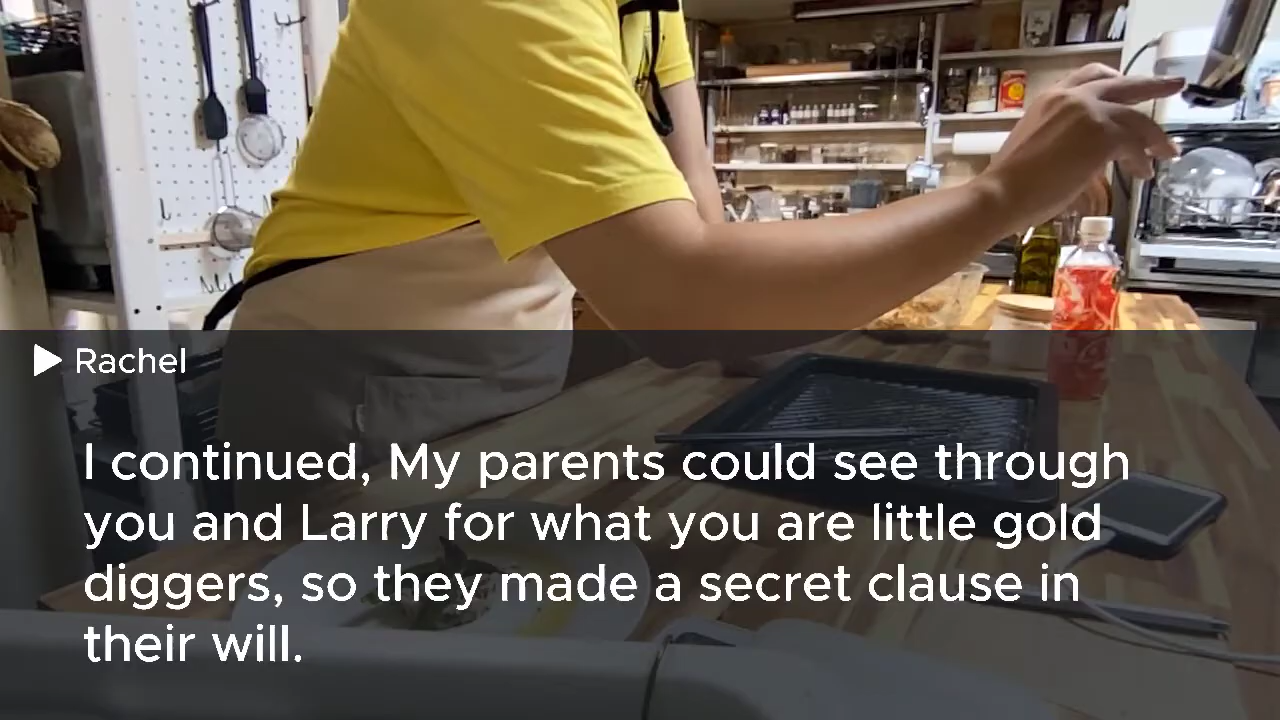 Rachel
I continued, My parents could see through
you and Larry for what you are little gold
diggers, so they made a secret clause in
their will.